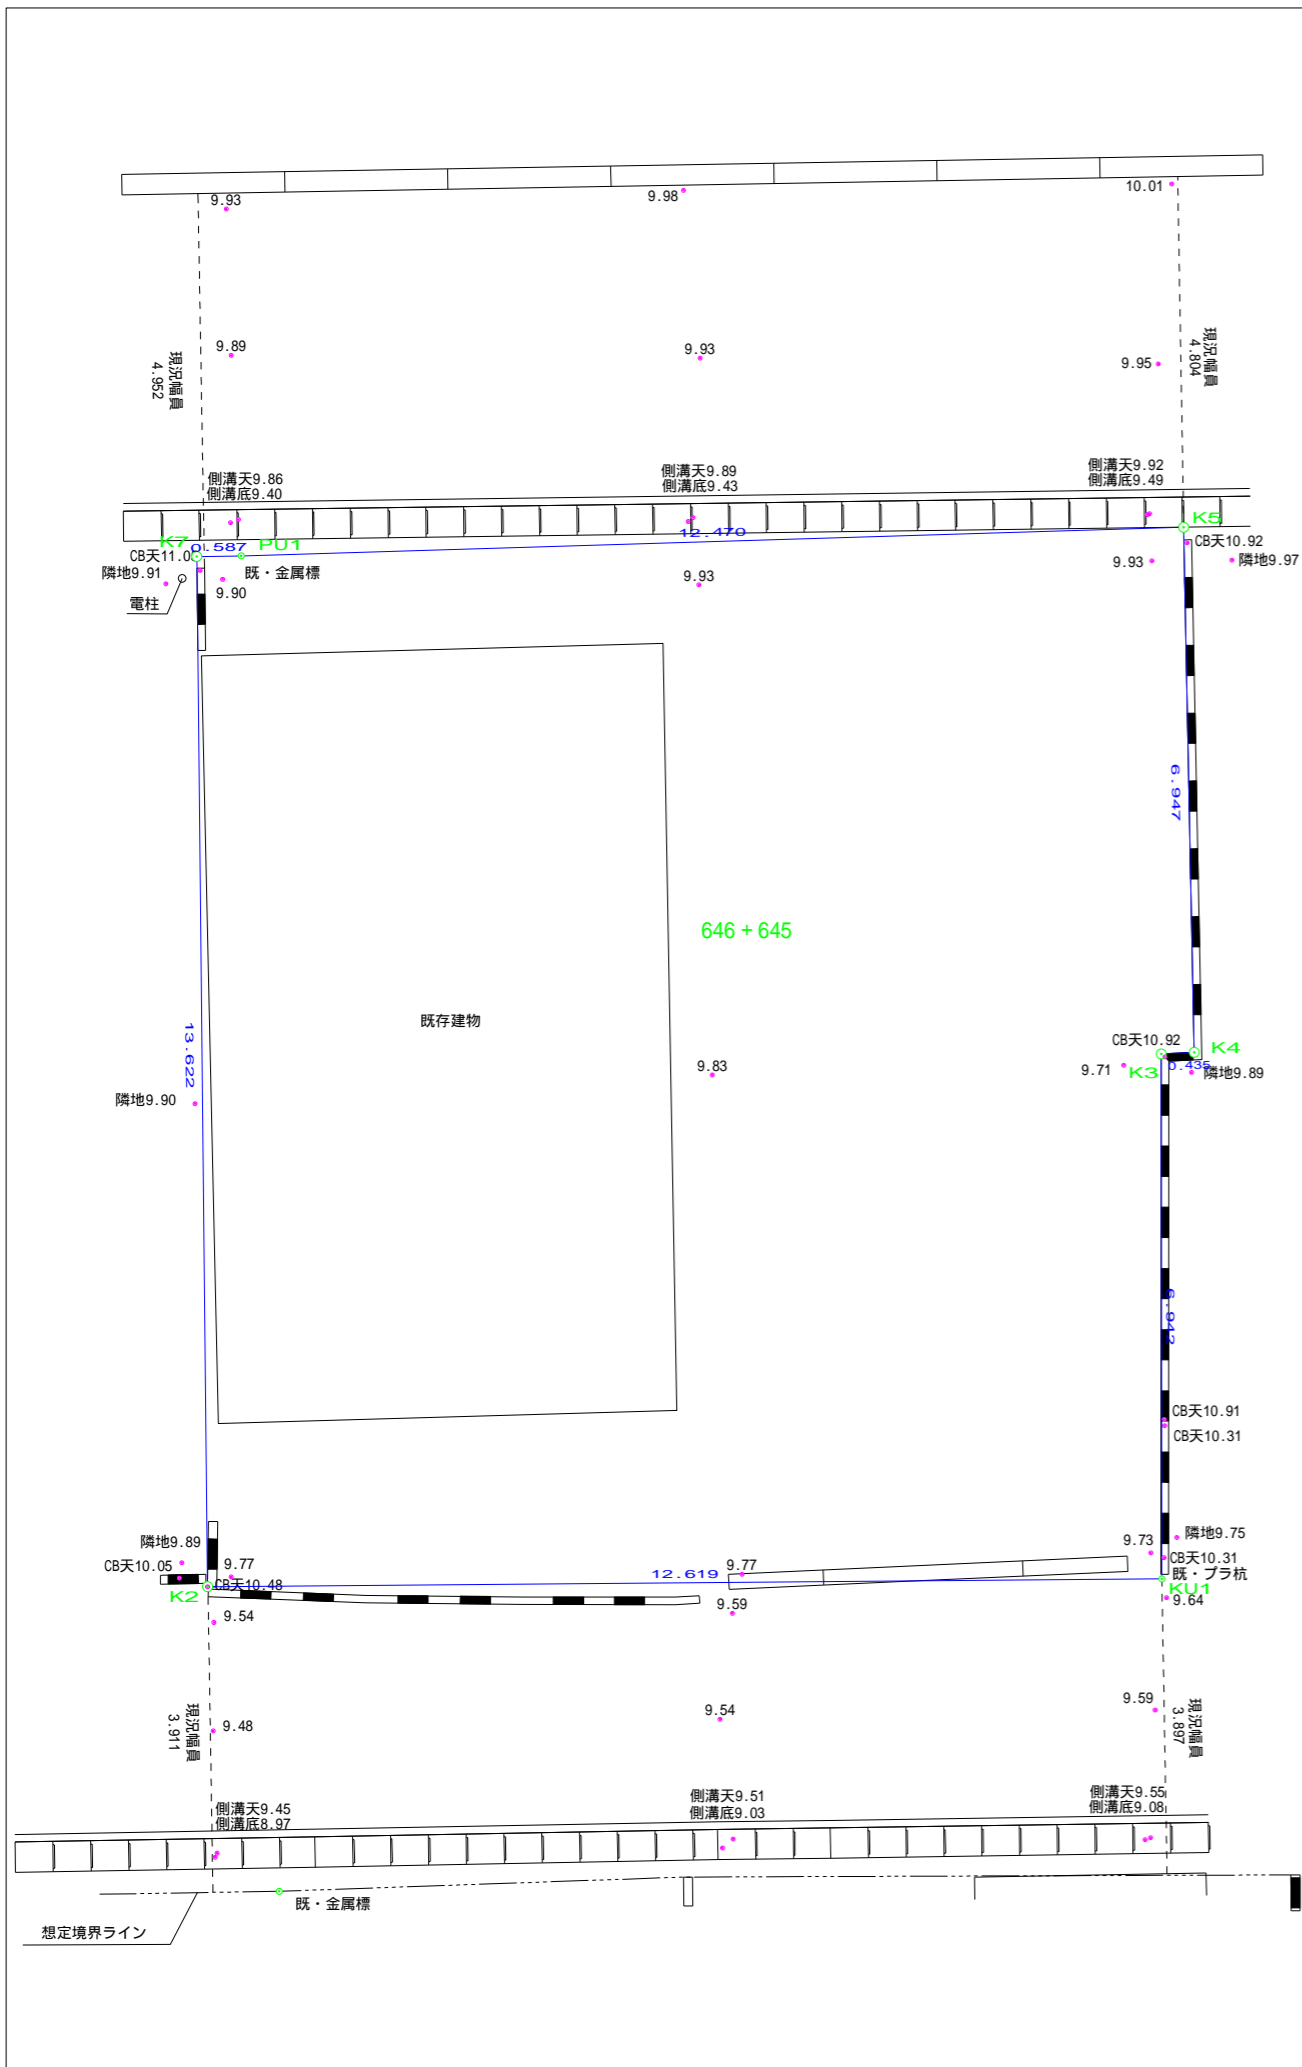 9.93
9.98
10.01
現況幅員
4.952
9.89
9.93
9.95
現況幅員
4.804
側溝天9.86
側溝底9.40
側溝天9.89
側溝底9.43
側溝天9.92
側溝底9.49
K7
0.587
PU1
12.470
K5
CB天11.0
既・金属標
CB天10.92
隣地9.91
9.90
9.93
9.93
隣地9.97
電柱
6.947
646+645
既存建物
13.622
CB天10.92
K4
9.71
K3
0.435
隣地9.89
9.83
隣地9.90
6.942
CB天10.91
CB天10.31
隣地9.89
9.73
隣地9.75
CB天10.05
9.77
9.77
CB天10.31
既・プラ杭
CB天10.48
12.619
K2
KU1
9.54
9.59
9.64
現況幅員
3.911
9.48
9.54
9.59
現況幅員
3.897
側溝天9.45
側溝底8.97
側溝天9.51
側溝底9.03
側溝天9.55
側溝底9.08
既・金属標
想定境界ライン